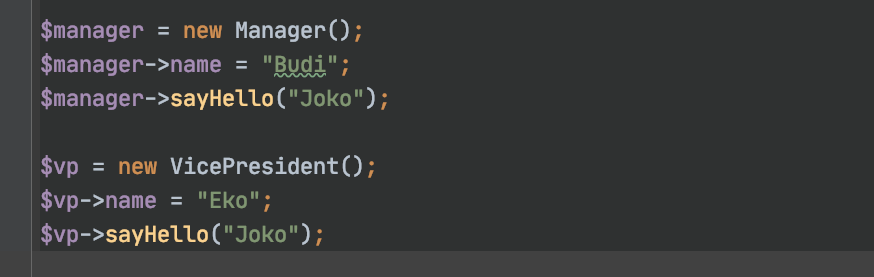 $manager = new Manager();
$manager->name = "Budi";
$manager->sayHello("Joko");
$vp = new VicePresident();
$vp->name = "Eko";
$vp->sayHello("Joko");